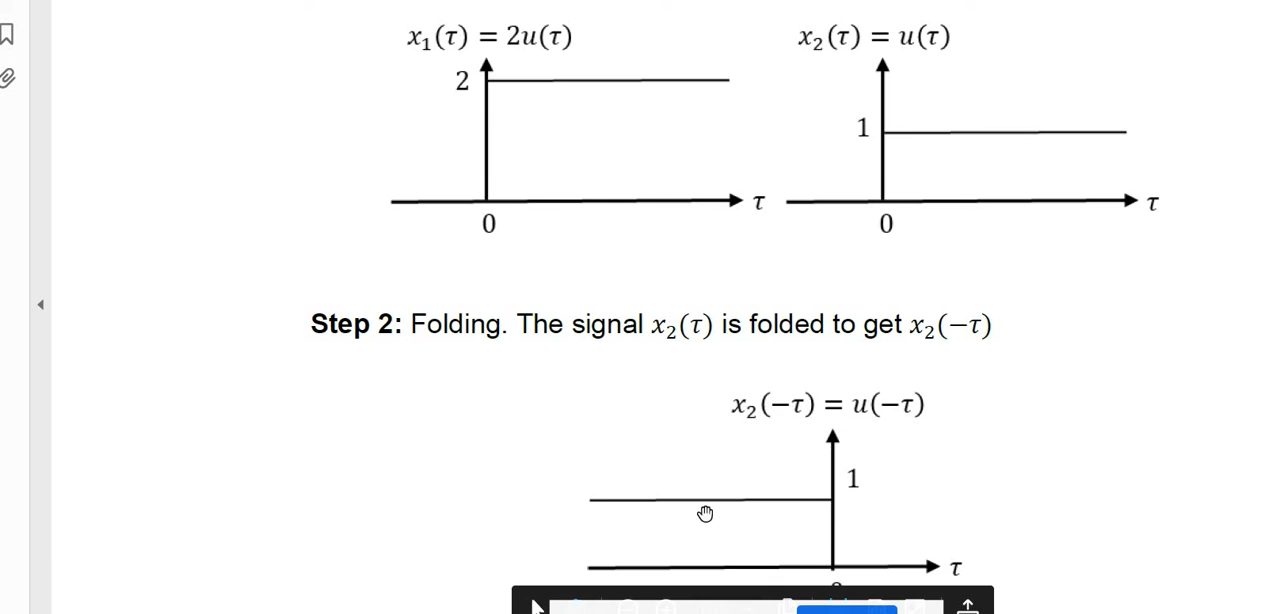 x₁(τ) = 2u(τ)
x₂(τ) = u(τ)
2
1
τ
τ
0
0
Step 2: Folding. The signal x₂(τ) is folded to get x₂(−τ)
x₂(−τ) = u(−τ)
1
τ